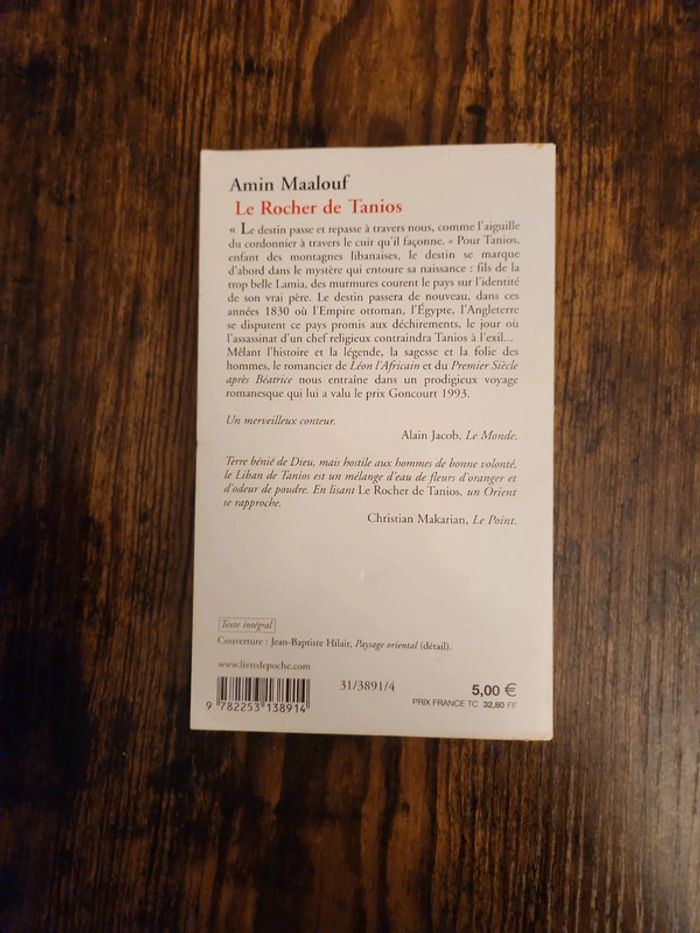 Amin Maalouf
Le Rocher de Tanios
« Le destin passe et repasse à travers nous, comme l'aiguille
du cordonnier à travers le cuir qu'il façonne. » Pour Tanios,
enfant des montagnes libanaises, le destin se marque
d'abord dans le mystère qui entoure sa naissance : fils de la
trop belle Lamia, des murmures courent le pays sur l'identité
de son vrai père. Le destin passera de nouveau, dans ces
années 1830 où l'Empire ottoman, l'Égypte, l'Angleterre
se disputent ce pays promis aux déchirements, le jour où
l'assassinat d'un chef religieux contraindra Tanios à l'exil...
Mêlant l'histoire et la légende, la sagesse et la folie des
hommes, le romancier de Léon l'Africain et du Premier Siècle
après Béatrice nous entraîne dans un prodigieux voyage
romanesque qui lui a valu le prix Goncourt 1993.
Un merveilleux conteur.
Alain Jacob, Le Monde.
Terre bénie de Dieu, mais hostile aux hommes de bonne volonté,
le Liban de Tanios est un mélange d'eau de fleurs d'oranger et
d'odeur de poudre. En lisant Le Rocher de Tanios, un Orient
se rapproche.
Christian Makarian, Le Point.
Texte intégral
Couverture : Jean-Baptiste Hilair, Paysage oriental (détail).
www.livredepoche.com
9 782253 138914
31/3891/4
5,00 €
PRIX FRANCE TC 32,80 FF